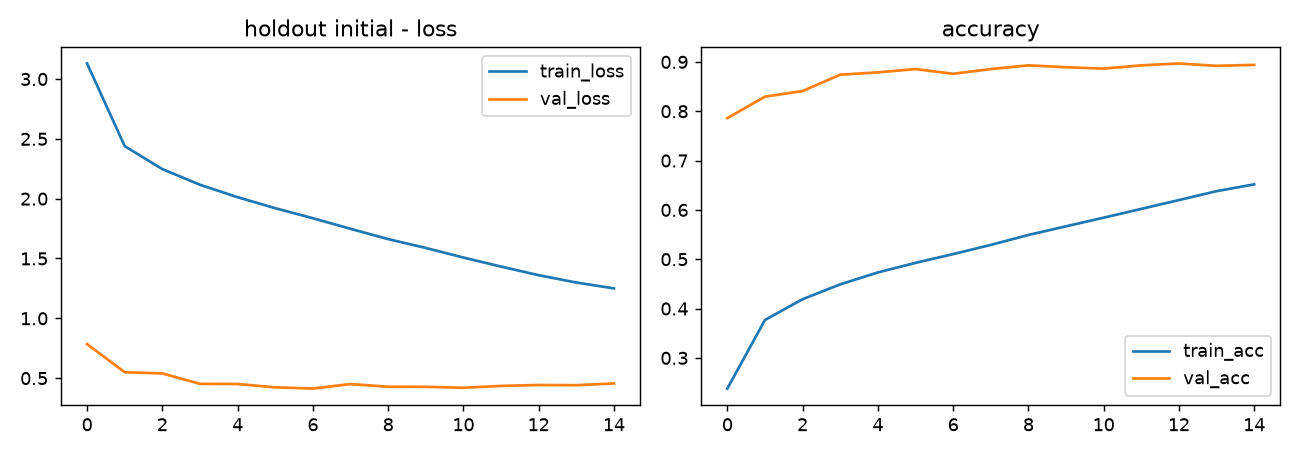 holdout initial - loss
3.0
2.5
2.0
1.5
1.0
0.5
0 2 4 6 8 10 12 14
train_loss
val_loss
accuracy
0.9
0.8
0.7
0.6
0.5
0.4
0.3
0 2 4 6 8 10 12 14
train_acc
val_acc